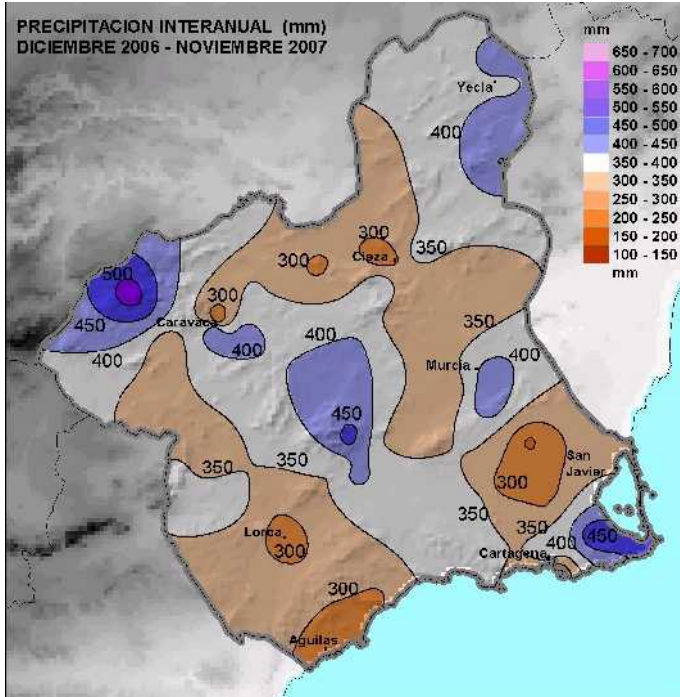 PRECIPITACION INTERANUAL (mm)
DICIEMBRE 2006 - NOVIEMBRE 2007
mm
650 - 700
600 - 650
550 - 600
500 - 550
450 - 500
400 - 450
350 - 400
300 - 350
250 - 300
200 - 250
150 - 200
100 - 150
mm
Yecla
400
300
350
300
Cieza
500
300
450
Caravaca
400
400
400
350
Murcia
400
450
350
350
San
Javier
300
350
350
Lorca
300
450
400
Cartagena
300
Aguilas